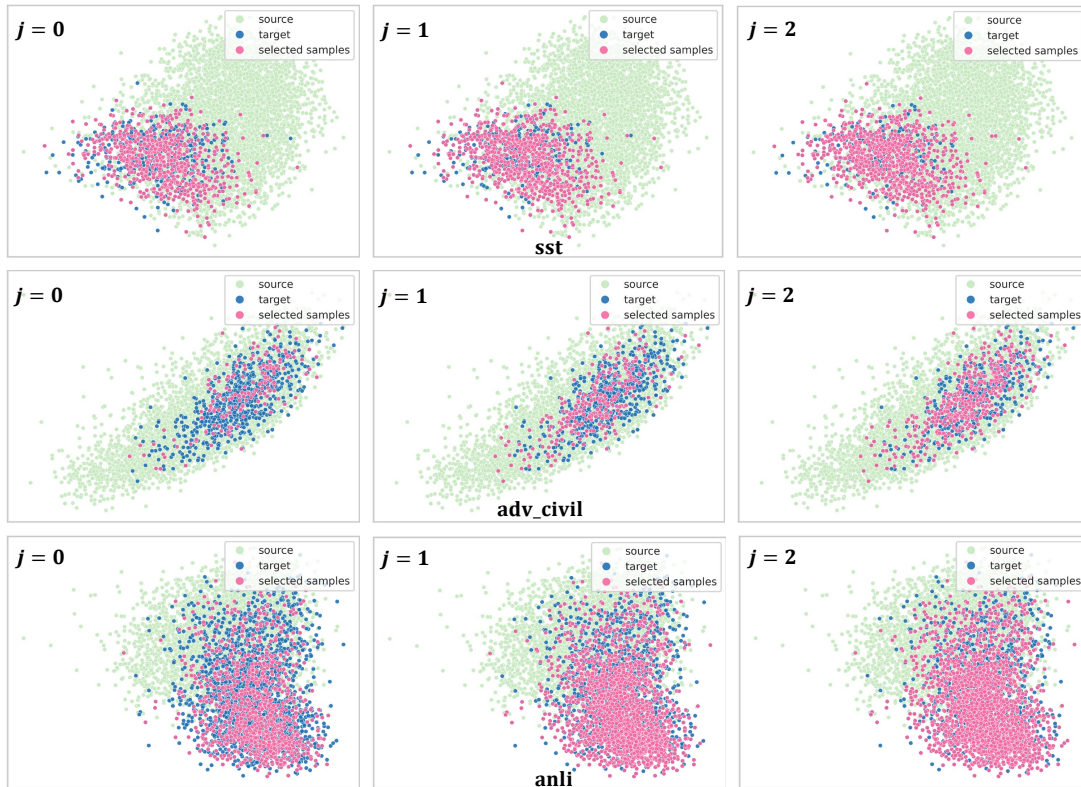 j = 0
source
target
selected samples
j = 1
source
target
selected samples
j = 2
source
target
selected samples
sst
j = 0
source
target
selected samples
j = 1
source
target
selected samples
j = 2
source
target
selected samples
adv_civil
j = 0
source
target
selected samples
j = 1
source
target
selected samples
j = 2
source
target
selected samples
anli